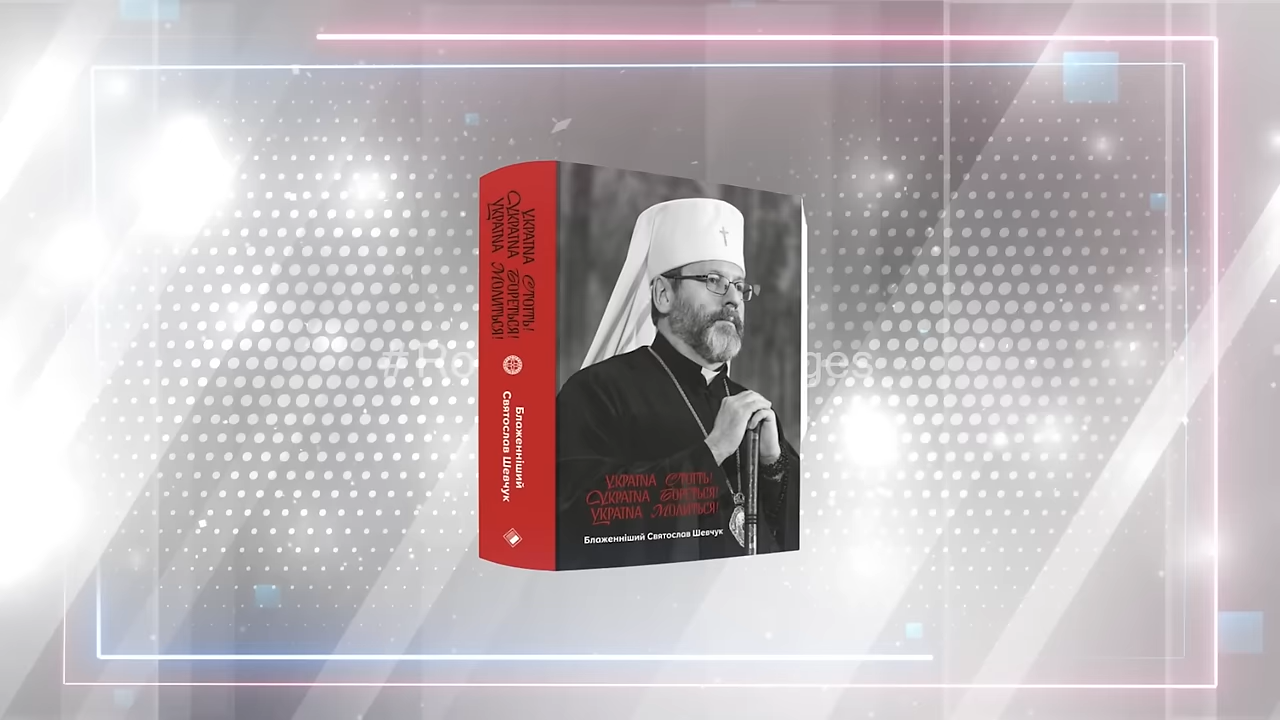 Україна Стоїть!
Україна Бореться!
Україна Молиться!
Блаженніший
Святослав Шевчук
Україна Стоїть!
Україна Бореться!
Україна Молиться!
Блаженніший Святослав Шевчук